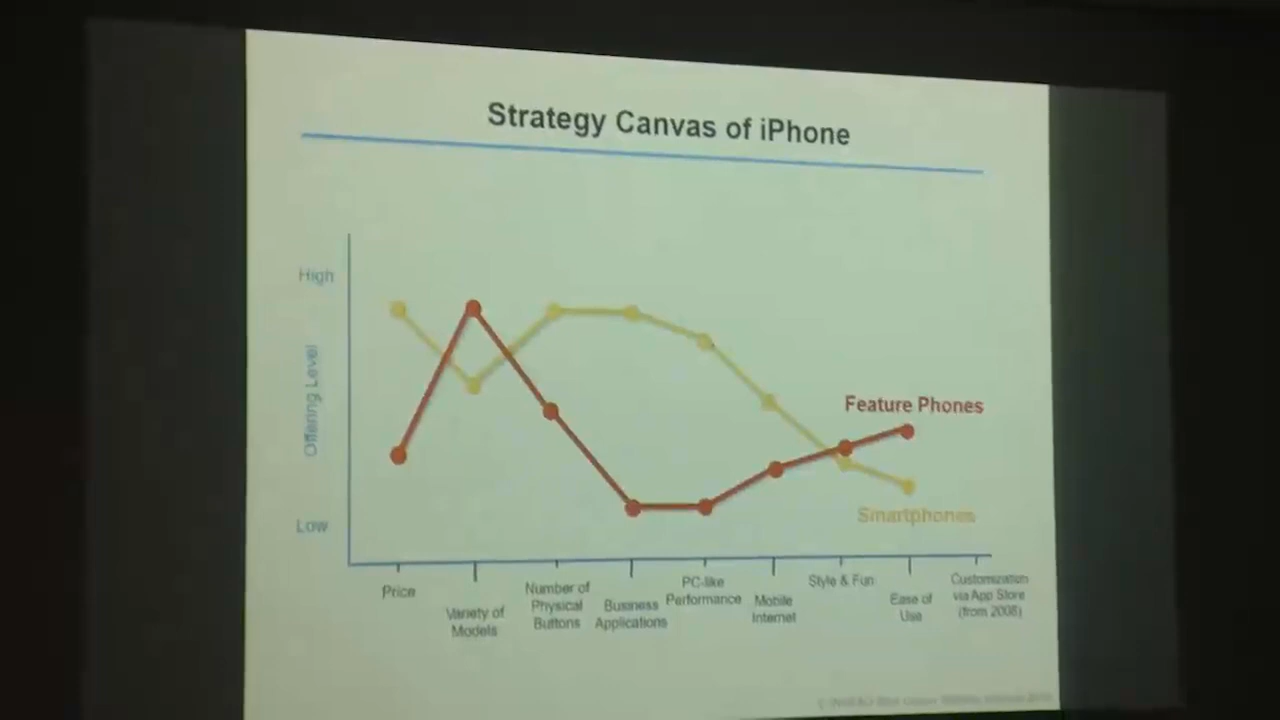 Strategy Canvas of iPhone
High
Offering Level
Low
Feature Phones
Smartphones
Price
Variety of
Models
Number of
Physical
Buttons
Business
Applications
PC-like
Performance
Mobile
Internet
Style & Fun
Ease of
Use
Customization
via App Store
(from 2008)